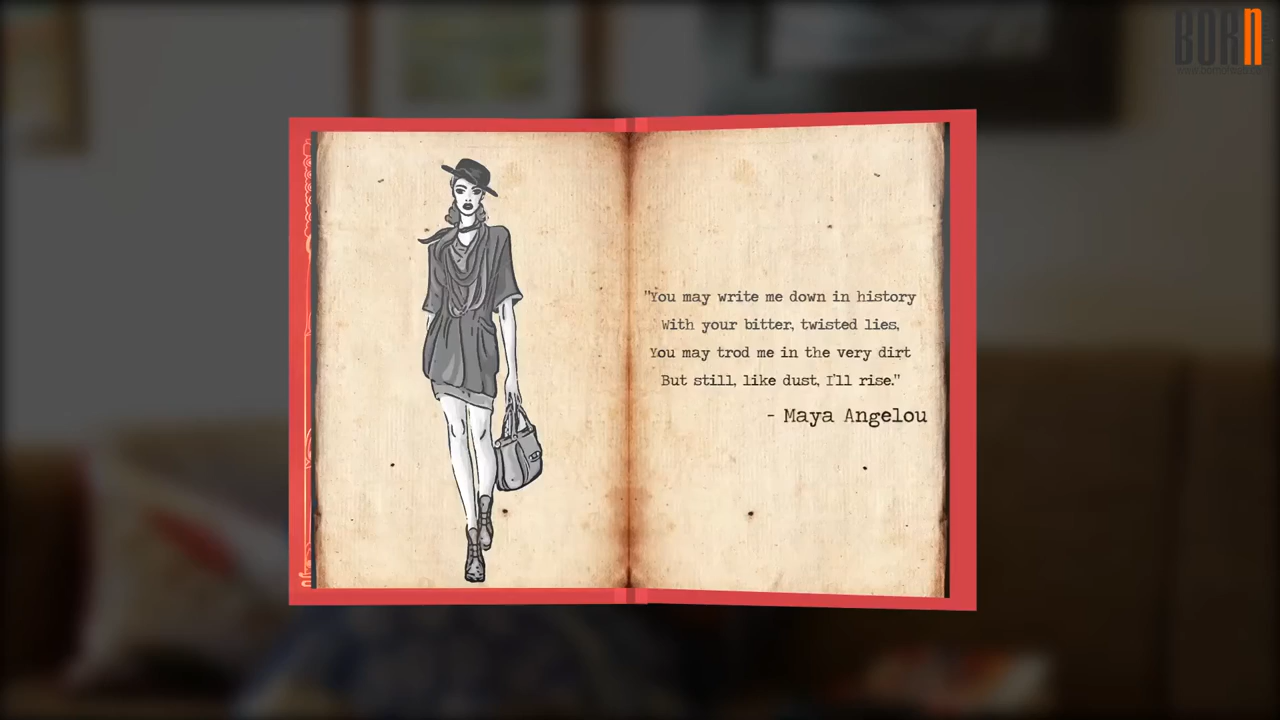 BORn
"You may write me down in history
With your bitter, twisted lies,
You may trod me in the very dirt
But still, like dust, I'll rise."
- Maya Angelou